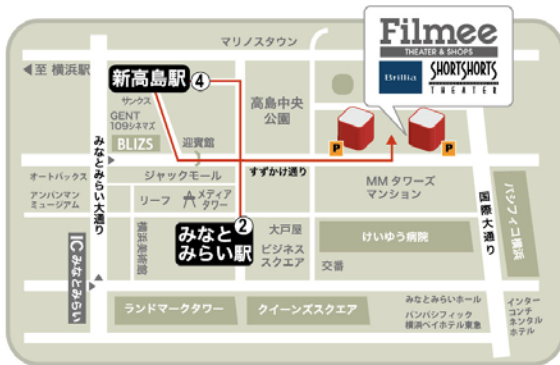 マリノスタウン
Filmee
THEATER & SHOPS
Brillia
SHORTSHORTS
THEATER
至 横浜駅
新高島駅
4
サンクス
GENT
109シネマズ
BLIZS
迎賓館
高島中央
公園
P
P
みなとみらい大通り
オートバックス
アンパンマン
ミュージアム
ジャックモール
すずかけ通り
MMタワーズ
マンション
リーフ
メディア
タワー
2
みなと
みらい駅
横浜美術館
大戸屋
ビジネス
スクエア
けいゆう病院
交番
国際大通り
パシフィコ横浜
ICみなとみらい
ランドマークタワー
クイーンズスクエア
みなとみらいホール
パンパシフィック
横浜ベイホテル東急
インター
コンチ
ネンタル
ホテル